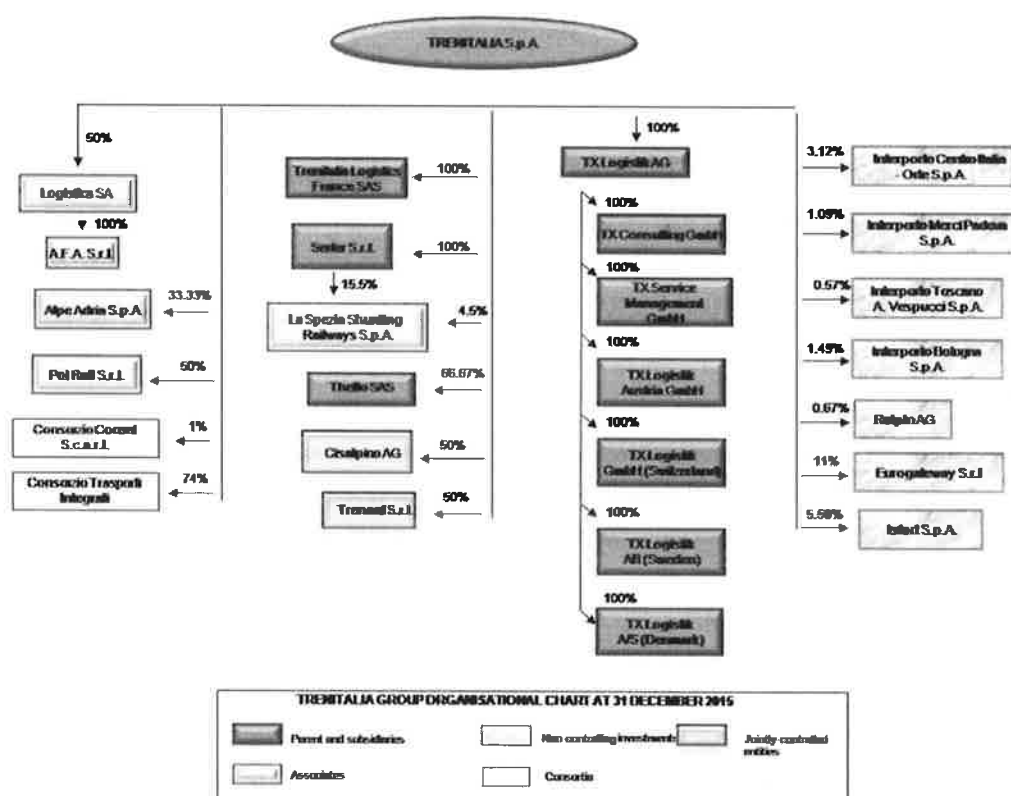 TRENITALIA S.p.A.
50%
Logistica SA
100%
A.F.A. S.r.l.
33.33%
Alpe Adria S.p.A.
50%
Pol Rail S.r.l.
1%
Consorzio Conerl
S.c.a.r.l.
74%
Consorzio Trasporti
Integrati
Trenitalia Logistics
France SAS
100%
Serfer S.r.l.
100%
15.5%
La Spezia Shunting
Railways S.p.A.
4.5%
Thello SAS
66.67%
Cisalpino AG
50%
Trenord S.r.l.
50%
100%
TX Logistik AG
100%
TX Consulting GmbH
100%
TX Service
Management
GmbH
100%
TX Logistik
Austria GmbH
100%
TX Logistik
GmbH (Switzerland)
100%
TX Logistik
AB (Sweden)
100%
TX Logistik
A/S (Denmark)
3.12%
Interporto Centro Italia
- Orte S.p.A.
1.09%
Interporto Merci Padova
S.p.A.
0.57%
Interporto Toscano
A. Vespucci S.p.A.
1.49%
Interporto Bologna
S.p.A.
0.67%
Ralpin AG
11%
Eurogateway S.r.l
5.58%
Isfort S.p.A.
TRENITALIA GROUP ORGANISATIONAL CHART AT 31 DECEMBER 2015
Parent and subsidiaries
Non controlling investments
Jointly-controlled
entities
Associates
Consortia